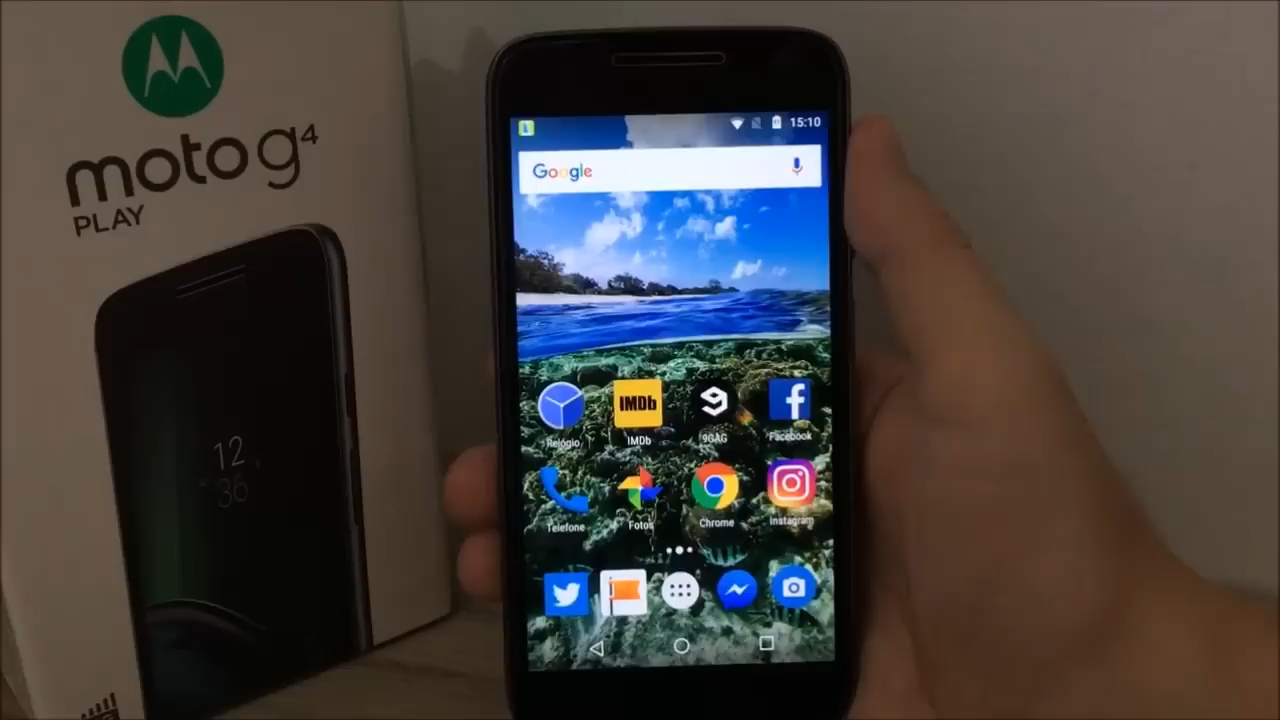 moto g⁴
PLAY
12
36
15:10
Google
IMDb
Relógio
IMDb
9GAG
Facebook
Telefone
Fotos
Chrome
Instagram